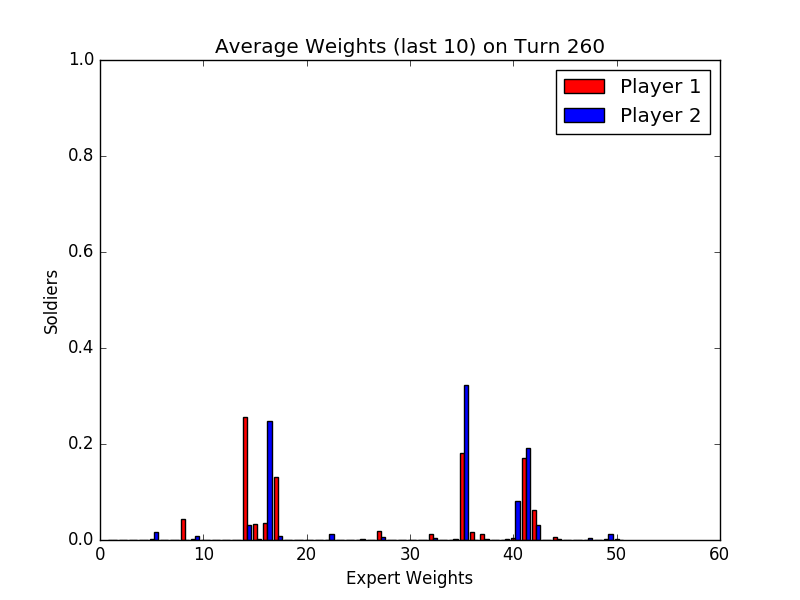 Average Weights (last 10) on Turn 260
1.0
0.8
0.6
0.4
0.2
0.0
Soldiers
0 10 20 30 40 50 60
Expert Weights
Player 1
Player 2